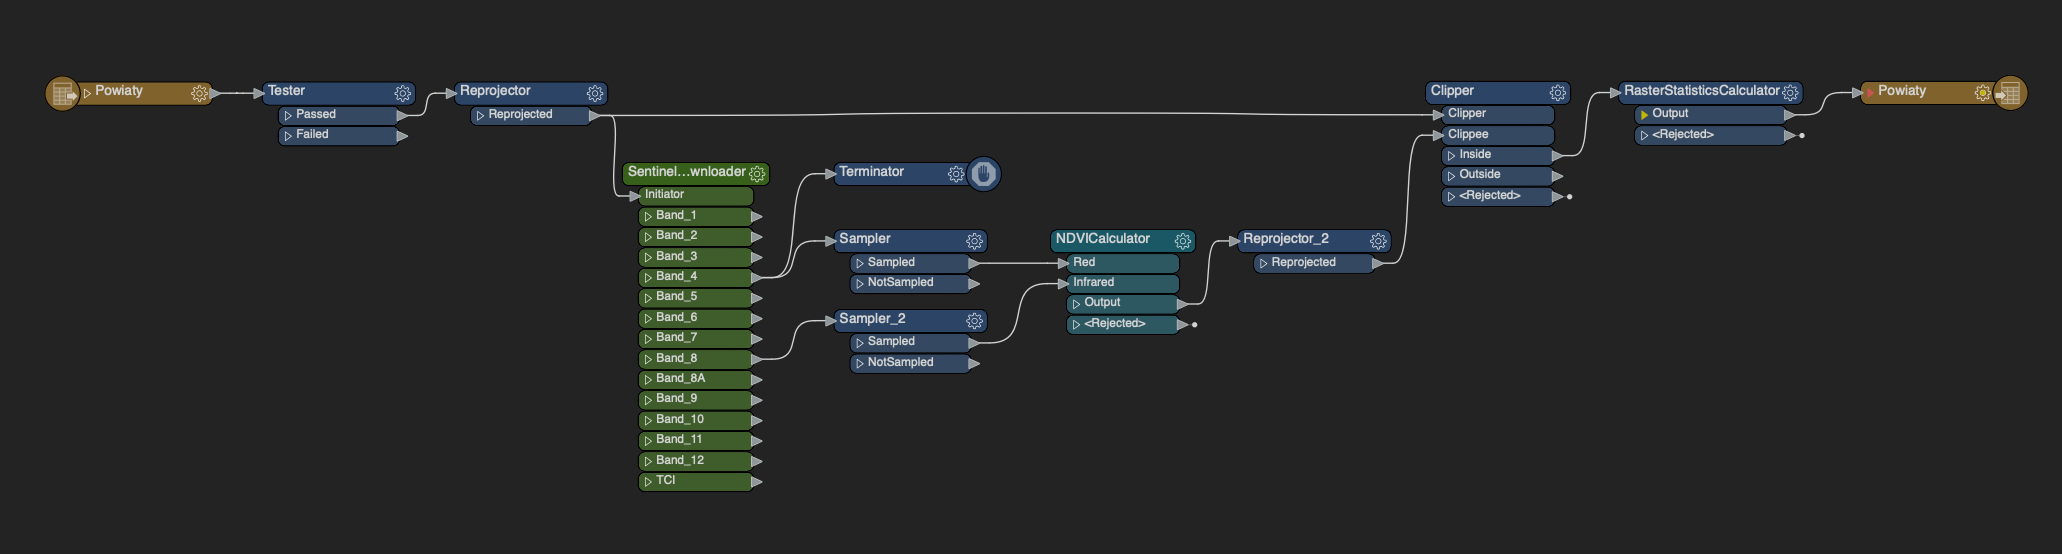 Powiaty
Tester
Passed
Failed
Reprojector
Reprojected
Sentinel...wnloader
Initiator
Band_1
Band_2
Band_3
Band_4
Band_5
Band_6
Band_7
Band_8
Band_8A
Band_9
Band_10
Band_11
Band_12
TCI
Terminator
Sampler
Sampled
NotSampled
Sampler_2
Sampled
NotSampled
NDVICalculator
Red
Infrared
Output
<Rejected>
Reprojector_2
Reprojected
Clipper
Clipper
Clippee
Inside
Outside
<Rejected>
RasterStatisticsCalculator
Output
<Rejected>
Powiaty